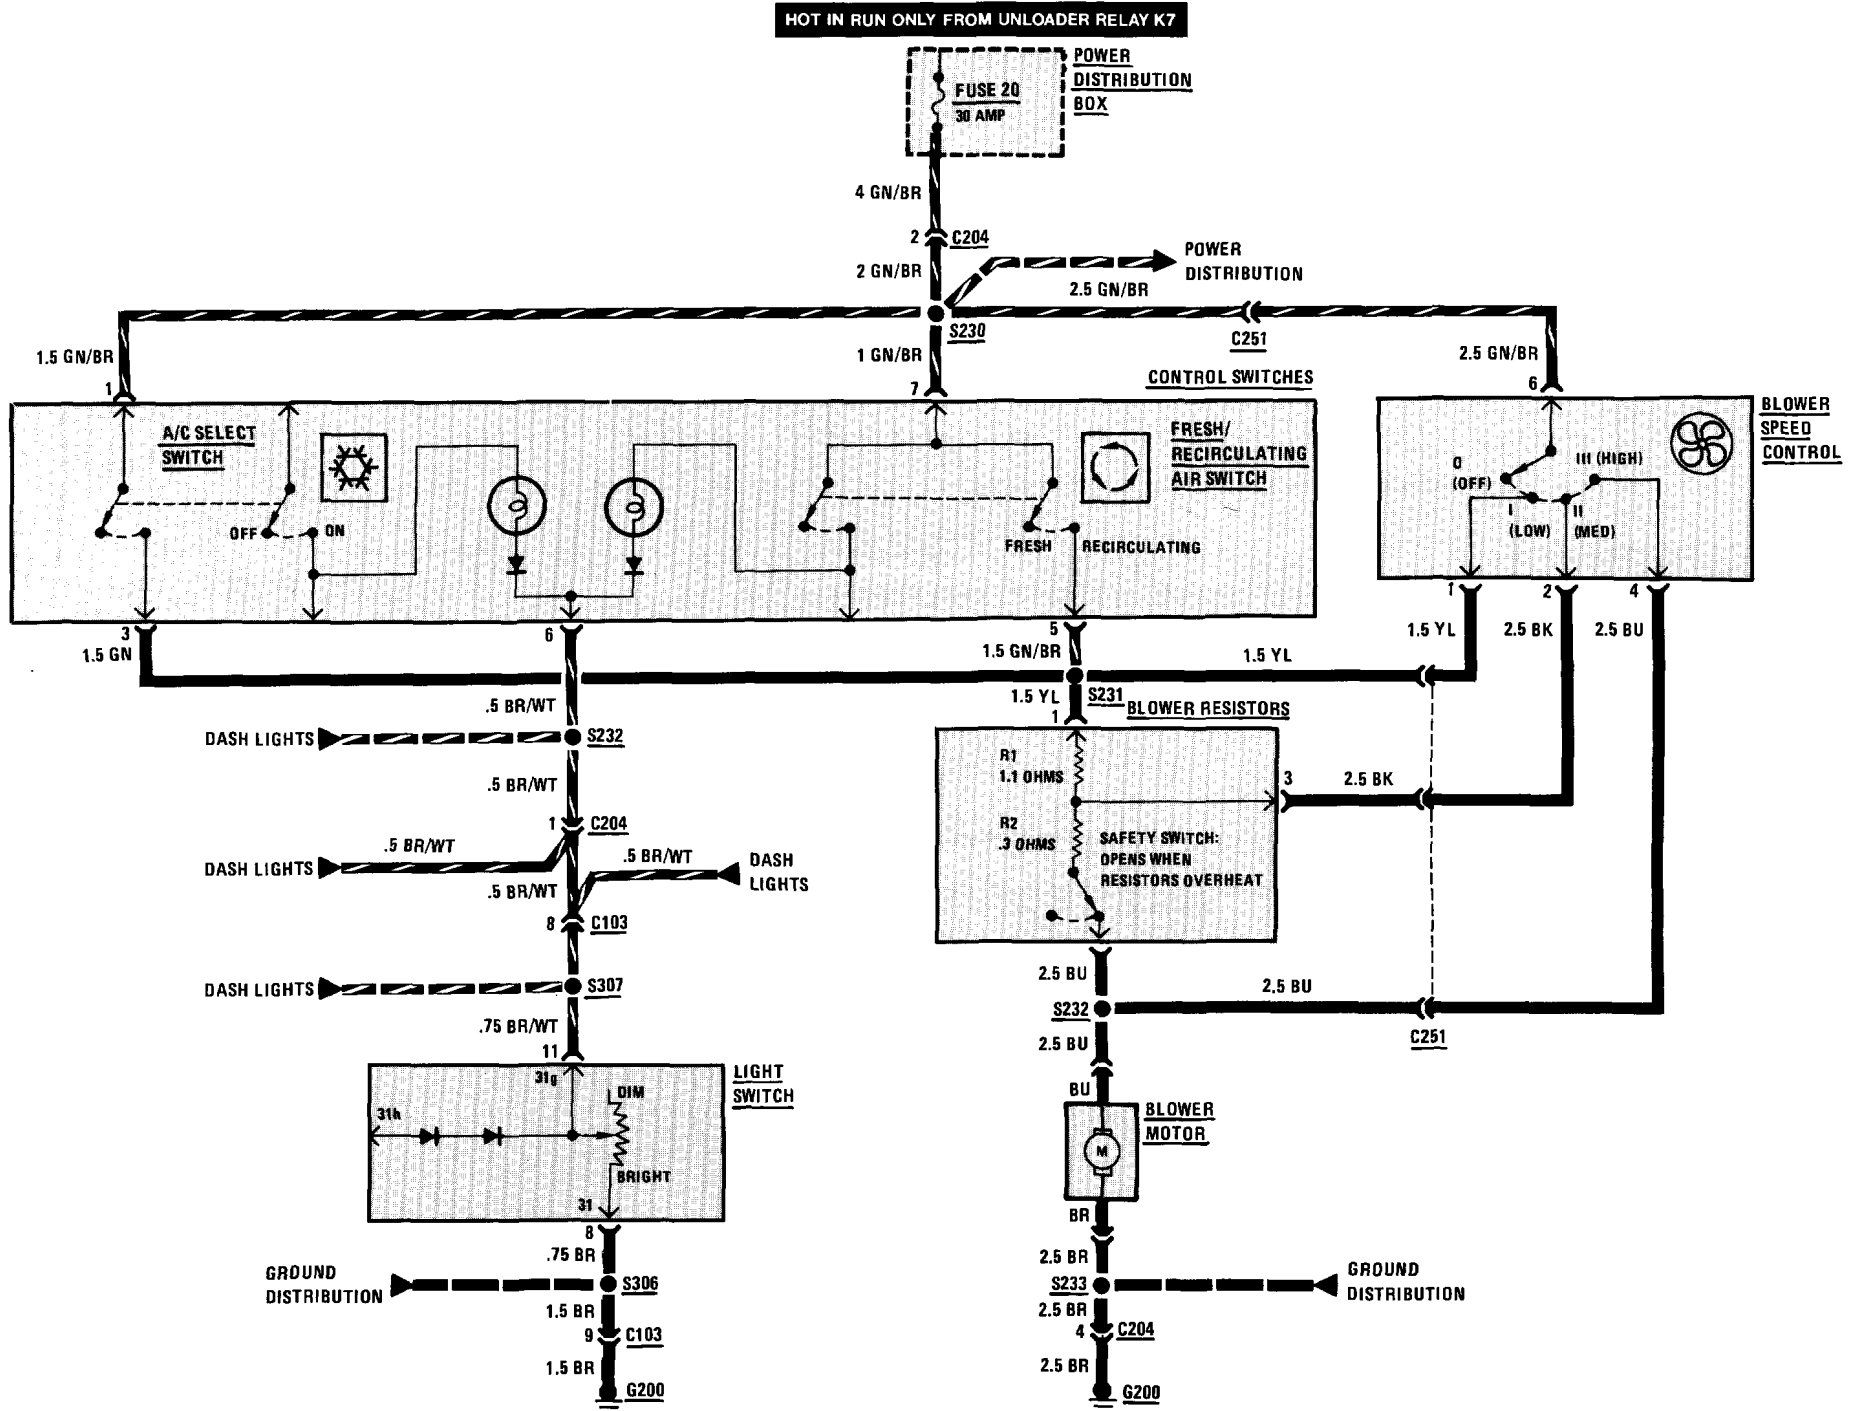 HOT IN RUN ONLY FROM UNLOADER RELAY K7
POWER
DISTRIBUTION
BOX
FUSE 20
30 AMP
4 GN/BR
2
C204
2 GN/BR
POWER
DISTRIBUTION
2.5 GN/BR
S230
C251
1.5 GN/BR
1
1 GN/BR
7
2.5 GN/BR
6
CONTROL SWITCHES
A/C SELECT
SWITCH
OFF
ON
FRESH/
RECIRCULATING
AIR SWITCH
FRESH
RECIRCULATING
BLOWER
SPEED
CONTROL
0
(OFF)
III (HIGH)
I
(LOW)
II
(MED)
3
1.5 GN
6
5
1.5 GN/BR
1
1.5 YL
2
2.5 BK
4
2.5 BU
1.5 YL
.5 BR/WT
1.5 YL
S231
1
BLOWER RESISTORS
DASH LIGHTS
S232
R1
1.1 OHMS
3
2.5 BK
.5 BR/WT
1
C204
R2
.3 OHMS
SAFETY SWITCH:
OPENS WHEN
RESISTORS OVERHEAT
.5 BR/WT
DASH LIGHTS
.5 BR/WT
DASH
LIGHTS
.5 BR/WT
8
C103
DASH LIGHTS
S307
2.5 BU
2.5 BU
S232
C251
.75 BR/WT
11
2.5 BU
LIGHT
SWITCH
31g
DIM
31h
BRIGHT
31
BU
BLOWER
MOTOR
M
BR
8
.75 BR
2.5 BR
GROUND
DISTRIBUTION
S306
S233
GROUND
DISTRIBUTION
1.5 BR
2.5 BR
9
C103
4
C204
1.5 BR
2.5 BR
G200
G200